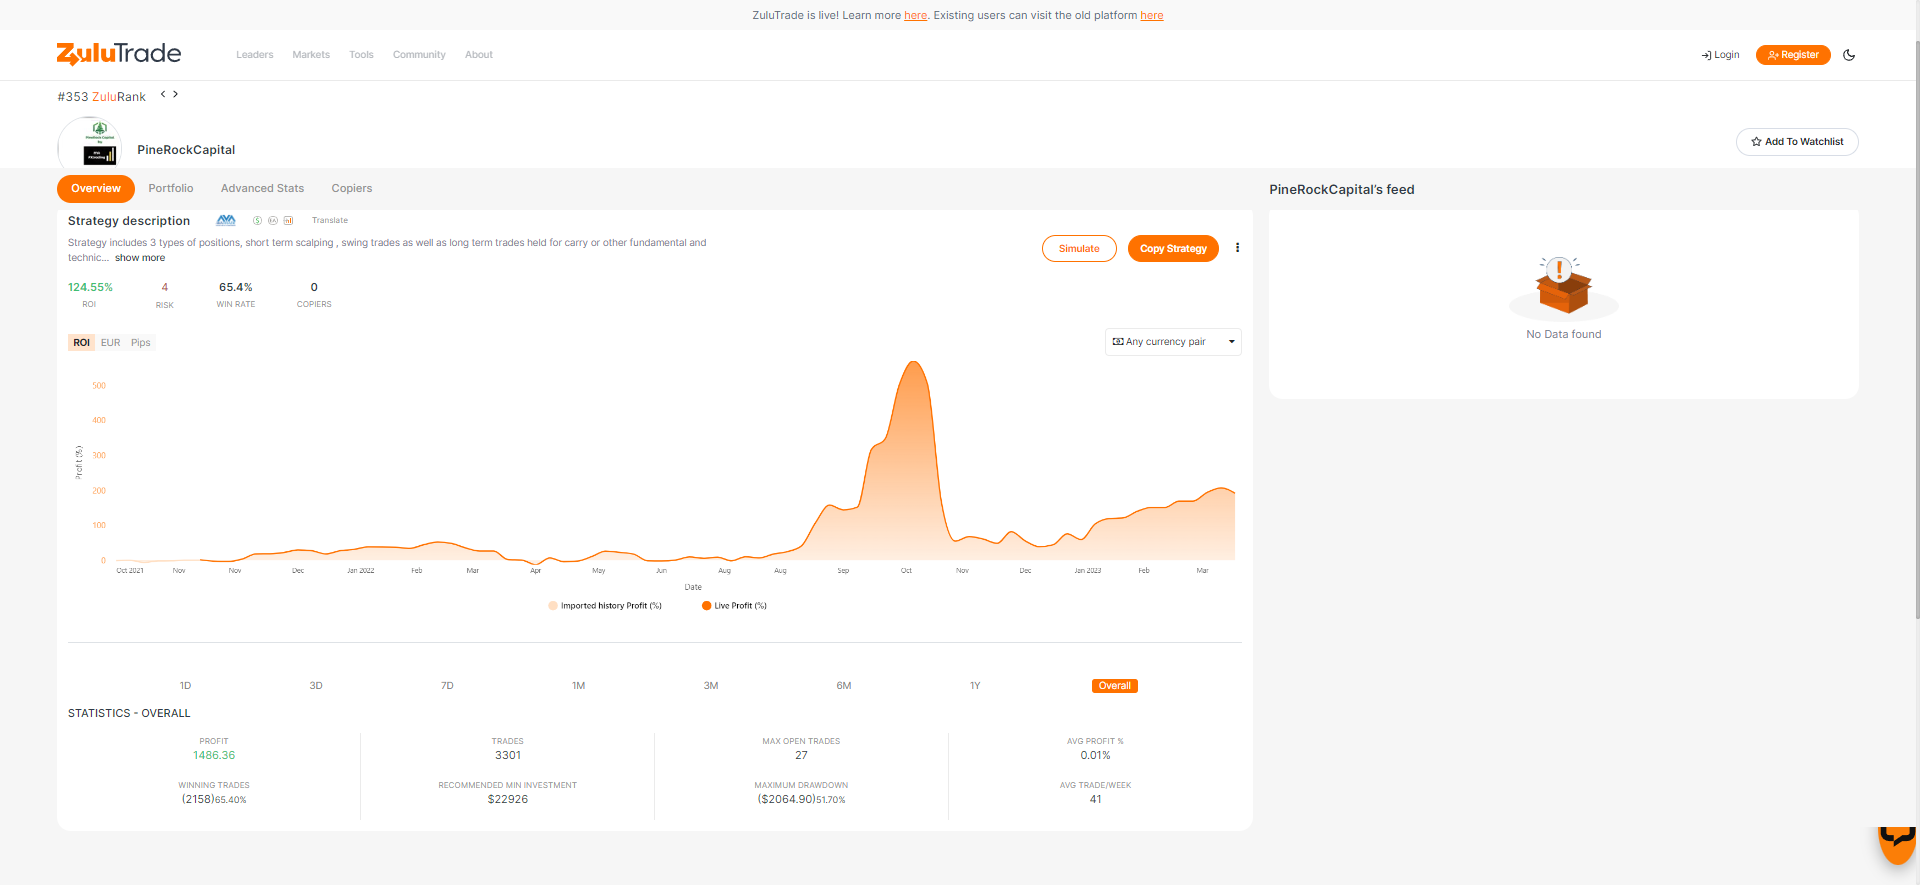 ZuluTrade is live! Learn more here. Existing users can visit the old platform here
ZuluTrade
Leaders Markets Tools Community About
Login Register
#353 ZuluRank < >
PineRockCapital
Add To Watchlist
Overview Portfolio Advanced Stats Copiers
PineRockCapital's feed
Strategy description AVA Translate
Strategy includes 3 types of positions, short term scalping , swing trades as well as long term trades held for carry or other fundamental and
technic... show more
Simulate Copy Strategy
124.55% 4 65.4% 0
ROI RISK WIN RATE COPIERS
No Data found
ROI EUR Pips
Any currency pair
500
400
300
200
100
0
Profit (%)
Oct 2021 Nov Nov Dec Jan 2022 Feb Mar Apr May Jun Aug Aug Sep Oct Nov Dec Jan 2023 Feb Mar
Date
Imported history Profit (%) Live Profit (%)
1D 3D 7D 1M 3M 6M 1Y Overall
STATISTICS - OVERALL
PROFIT TRADES MAX OPEN TRADES AVG PROFIT %
1486.36 3301 27 0.01%
WINNING TRADES RECOMMENDED MIN INVESTMENT MAXIMUM DRAWDOWN AVG TRADE/WEEK
(2158)65.40% $22926 ($2064.90)51.70% 41